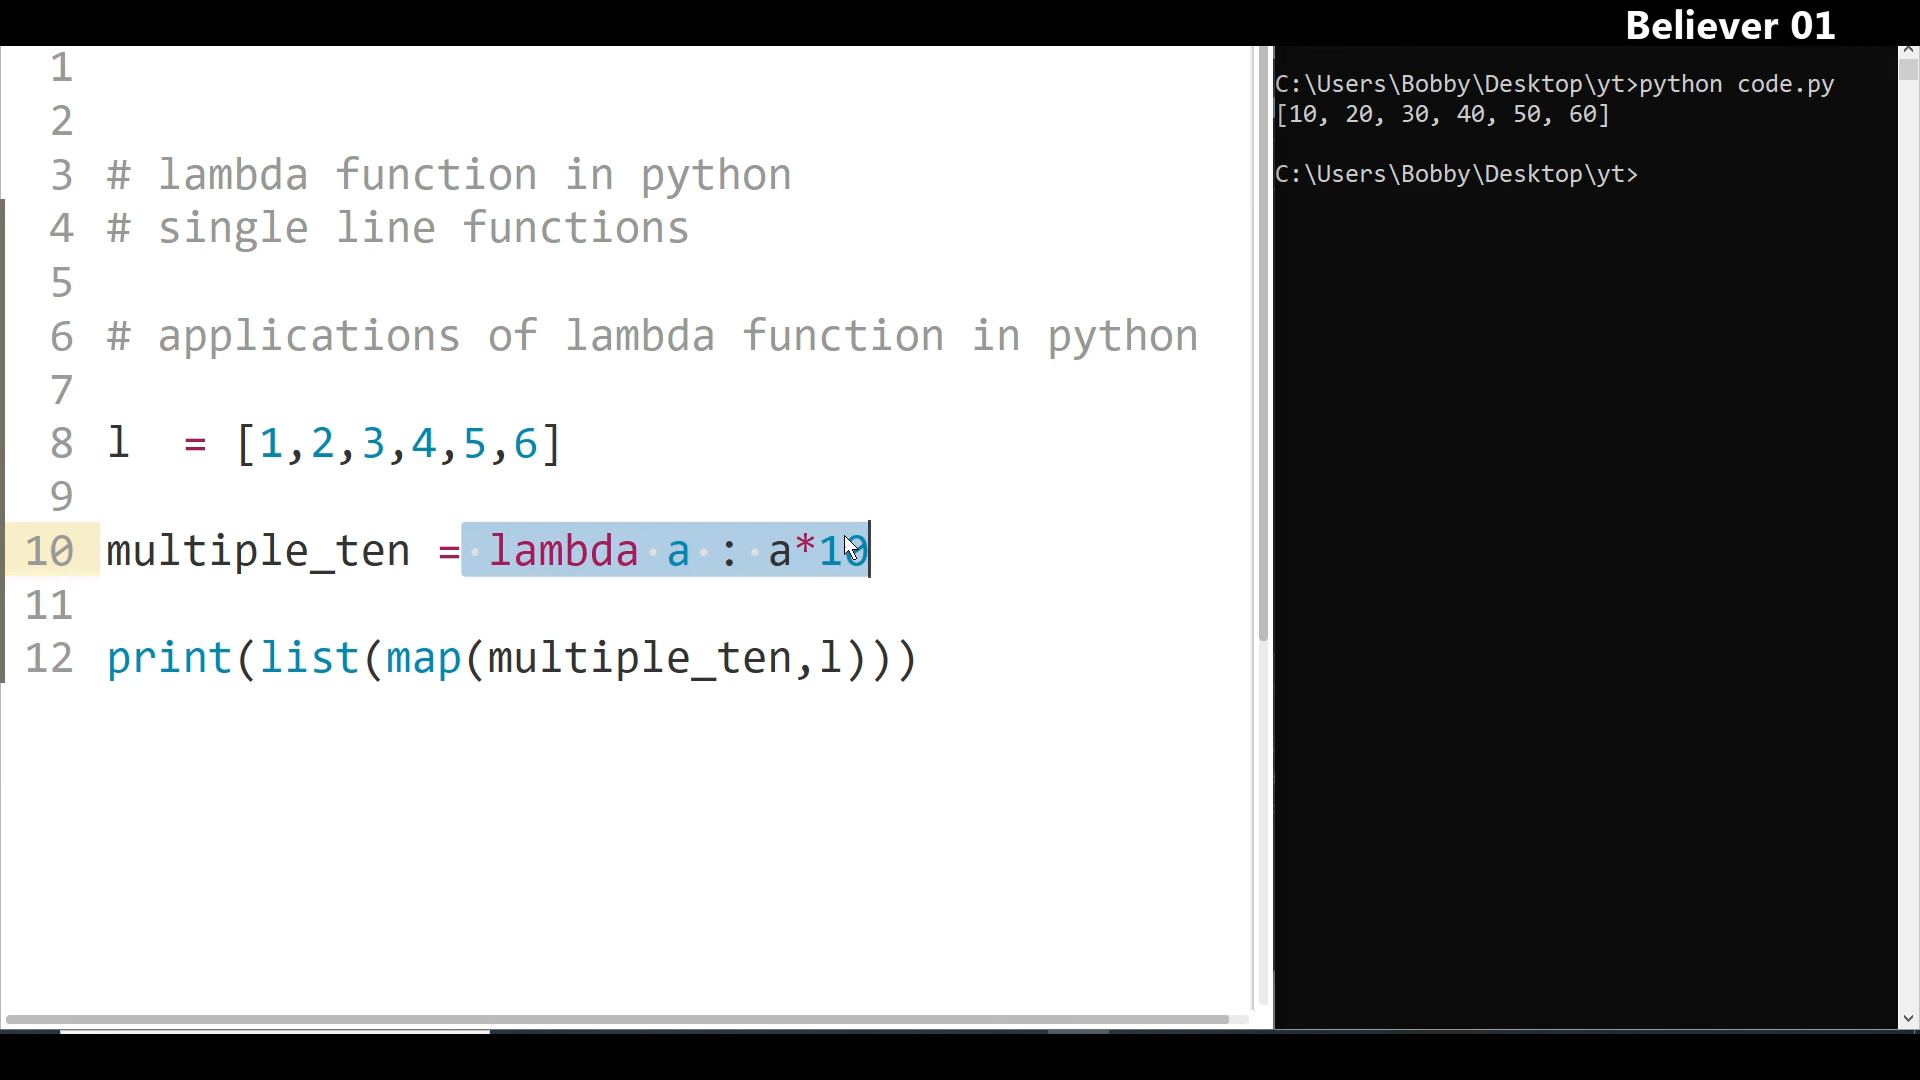 Believer 01
1
2
3 # lambda function in python
4 # single line functions
5
6 # applications of lambda function in python
7
8 l  = [1,2,3,4,5,6]
9
10 multiple_ten = lambda a : a*10
11
12 print(list(map(multiple_ten,l)))
C:\Users\Bobby\Desktop\yt>python code.py
[10, 20, 30, 40, 50, 60]
C:\Users\Bobby\Desktop\yt>